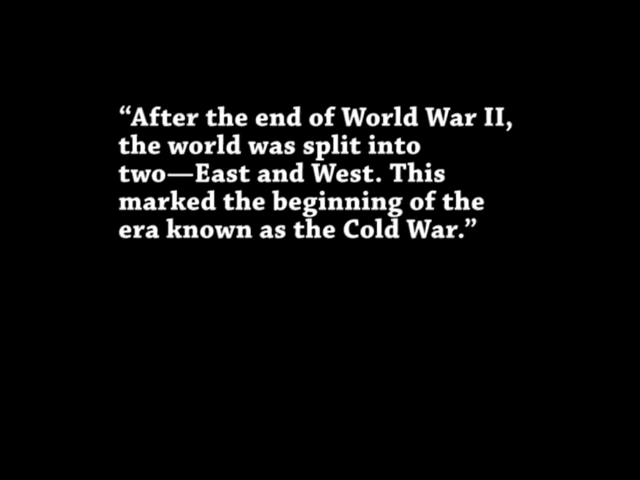 “After the end of World War II,
the world was split into
two—East and West. This
marked the beginning of the
era known as the Cold War.”